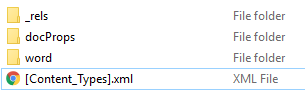 _rels File folder
docProps File folder
word File folder
[Content_Types].xml XML File